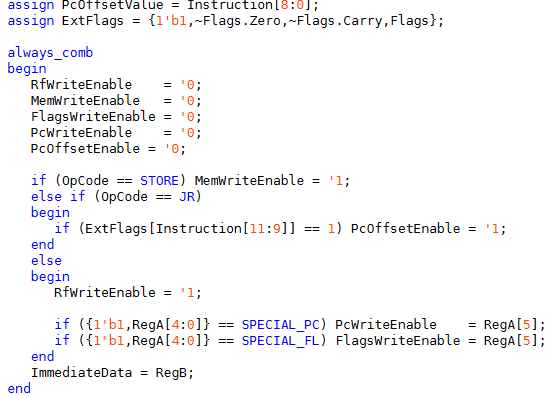 assign PcOffsetValue = Instruction[8:0];
assign ExtFlags = {1'b1,~Flags.Zero,~Flags.Carry,Flags};

always_comb
begin
   RfWriteEnable    = '0;
   MemWriteEnable   = '0;
   FlagsWriteEnable = '0;
   PcWriteEnable    = '0;
   PcOffsetEnable = '0;

   if (OpCode == STORE) MemWriteEnable = '1;
   else if (OpCode == JR)
   begin
      if (ExtFlags[Instruction[11:9]] == 1) PcOffsetEnable = '1;
   end
   else
   begin
      RfWriteEnable = '1;

      if ({1'b1,RegA[4:0]} == SPECIAL_PC) PcWriteEnable    = RegA[5];
      if ({1'b1,RegA[4:0]} == SPECIAL_FL) FlagsWriteEnable = RegA[5];
   end
   ImmediateData = RegB;
end